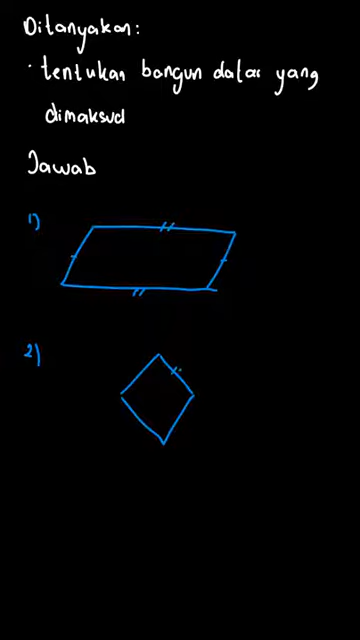 Ditanyakan:
· tentukan bangun datar yang
dimaksud
Jawab
1)
2)